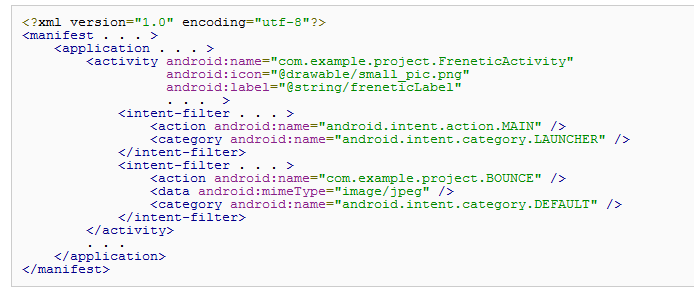 <?xml version="1.0" encoding="utf-8"?>
<manifest . . . >
    <application . . . >
        <activity android:name="com.example.project.FreneticActivity"
                  android:icon="@drawable/small_pic.png"
                  android:label="@string/freneticLabel"
                  . . .  >
            <intent-filter . . . >
                <action android:name="android.intent.action.MAIN" />
                <category android:name="android.intent.category.LAUNCHER" />
            </intent-filter>
            <intent-filter . . . >
                <action android:name="com.example.project.BOUNCE" />
                <data android:mimeType="image/jpeg" />
                <category android:name="android.intent.category.DEFAULT" />
            </intent-filter>
        </activity>
        . . .
    </application>
</manifest>